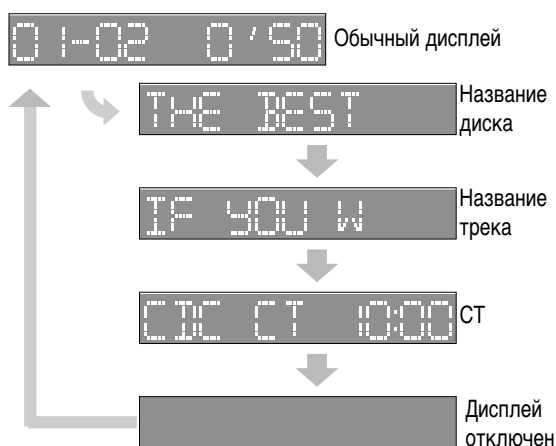 01-02 0'50
Обычный дисплей
THE BEST
Название
диска
IF YOU W
Название
трека
CDC CT 10:00
CT
Дисплей
отключен